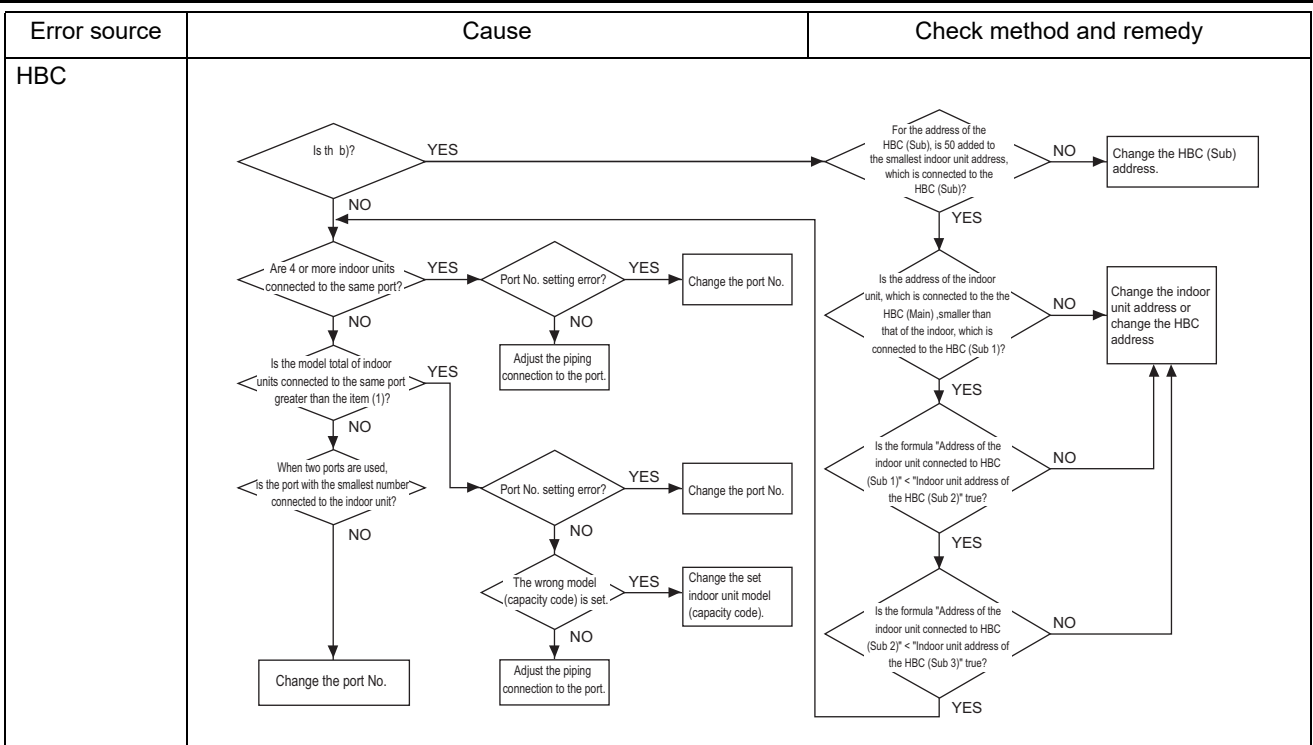 Error source
Cause
Check method and remedy
HBC
Is th b)?
YES
NO
For the address of the
HBC (Sub), is 50 added to
the smallest indoor unit address,
which is connected to the
HBC (Sub)?
NO
Change the HBC (Sub)
address.
YES
Are 4 or more indoor units
connected to the same port?
YES
Port No. setting error?
YES
Change the port No.
NO
NO
Adjust the piping
connection to the port.
Is the model total of indoor
units connected to the same port
greater than the item (1)?
YES
NO
When two ports are used,
is the port with the smallest number
connected to the indoor unit?
NO
Change the port No.
Port No. setting error?
YES
Change the port No.
NO
The wrong model
(capacity code) is set.
YES
Change the set
indoor unit model
(capacity code).
NO
Adjust the piping
connection to the port.
Is the address of the indoor
unit, which is connected to the the
HBC (Main) ,smaller than
that of the indoor, which is
connected to the HBC (Sub 1)?
NO
Change the indoor
unit address or
change the HBC
address
YES
Is the formula "Address of the
indoor unit connected to HBC
(Sub 1)" < "Indoor unit address of
the HBC (Sub 2)" true?
NO
YES
Is the formula "Address of the
indoor unit connected to HBC
(Sub 2)" < "Indoor unit address of
the HBC (Sub 3)" true?
NO
YES